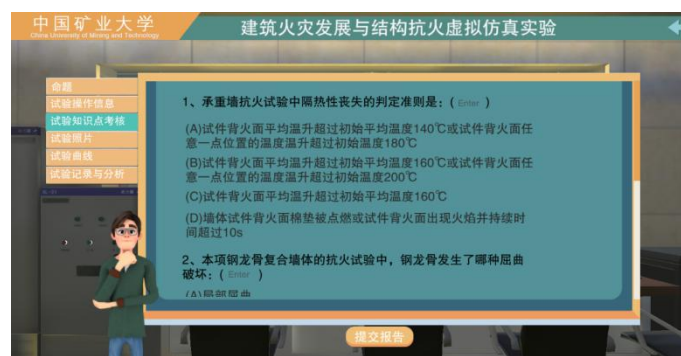 中国矿业大学
China University of Mining and Technology
建筑火灾发展与结构抗火虚拟仿真实验
命题
试验操作信息
试验知识点考核
试验照片
试验曲线
试验记录与分析
1、承重墙抗火试验中隔热性丧失的判定准则是：( Enter )
(A)试件背火面平均温升超过初始平均温度140℃或试件背火面任
意一点位置的温度温升超过初始温度180℃
(B)试件背火面平均温升超过初始平均温度160℃或试件背火面任
意一点位置的温度温升超过初始温度200℃
(C)试件背火面平均温升超过初始平均温度160℃
(D)墙体试件背火面棉垫被点燃或试件背火面出现火焰并持续时
间超过10s
2、本项钢龙骨复合墙体的抗火试验中，钢龙骨发生了哪种屈曲
破坏：( Enter )
(A)局部屈曲
提交报告